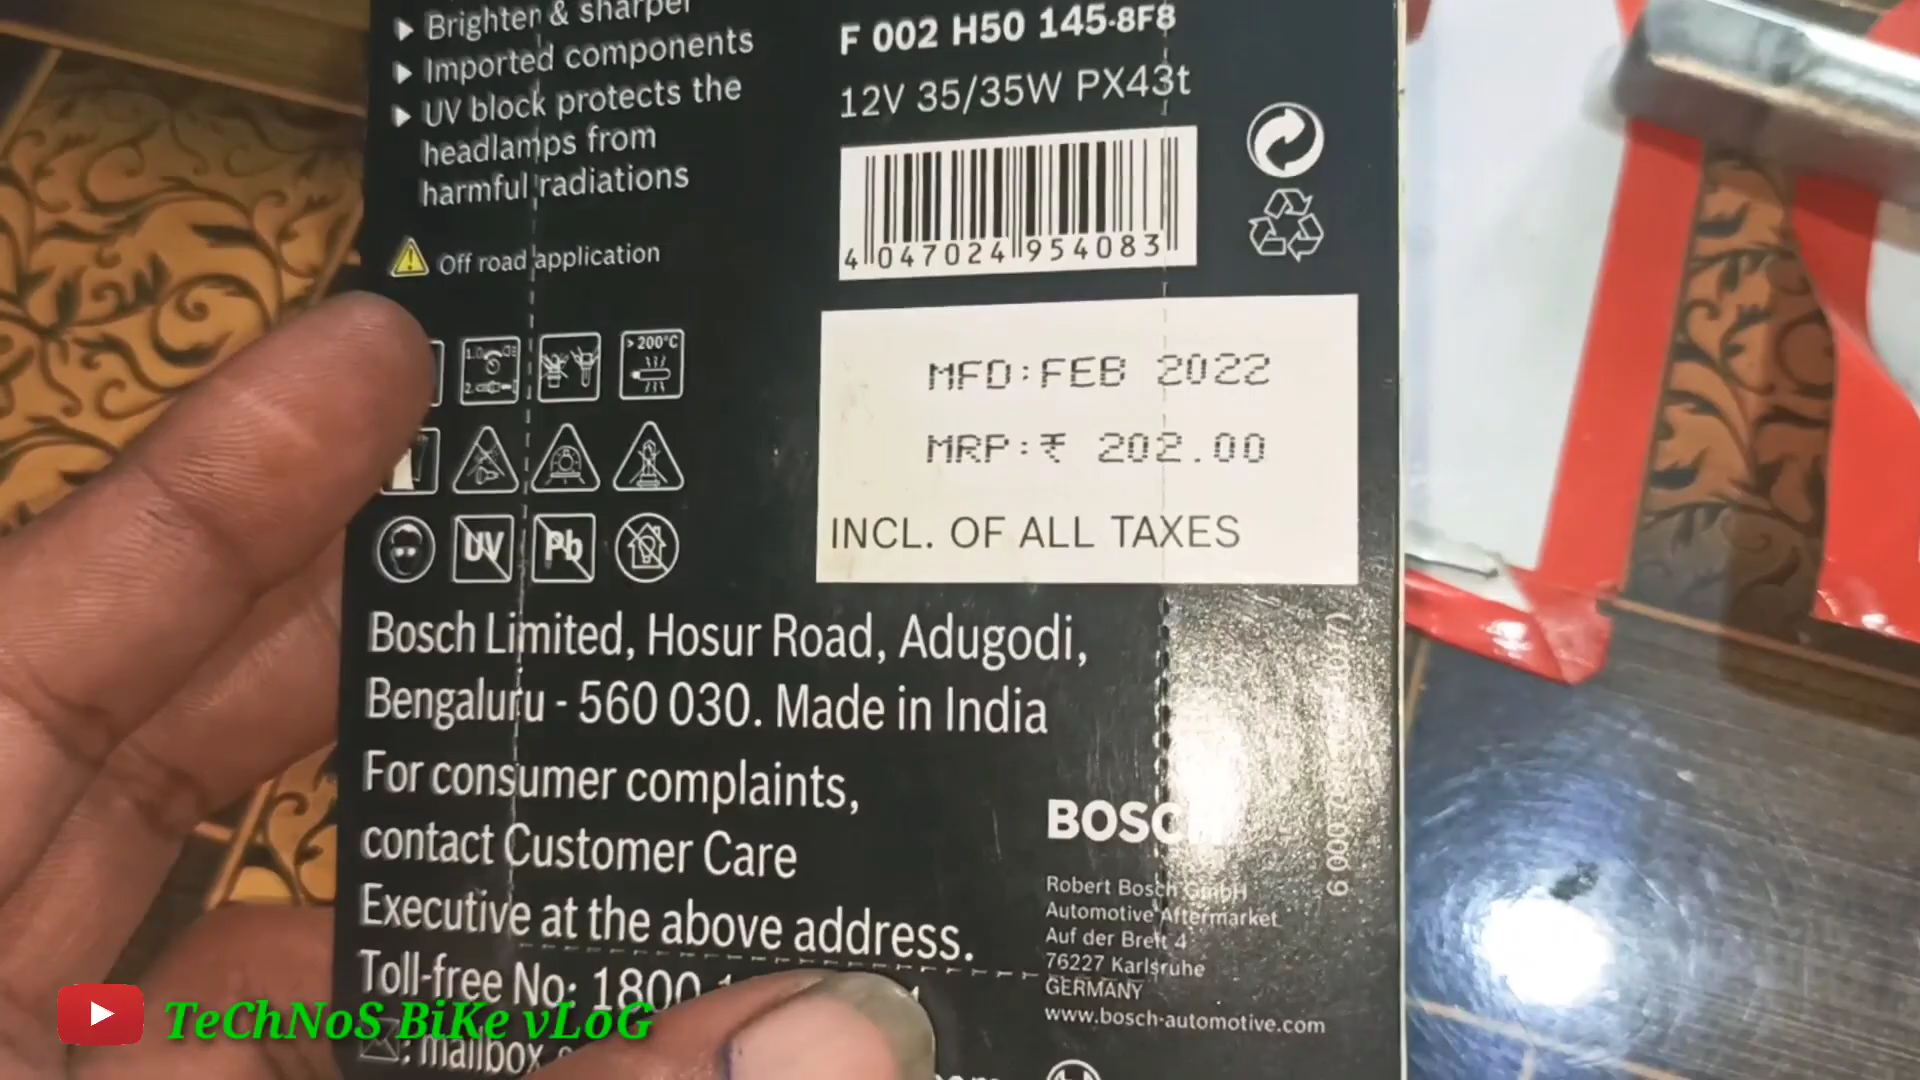 Brighter & sharper
Imported components
UV block protects the
headlamps from
harmful radiations
Off road application
F 002 H50 145-8F8
12V 35/35W PX43t
4 047024 954083
MFD:FEB 2022
MRP:₹ 202.00
INCL. OF ALL TAXES
> 200°C
UV
Pb
Bosch Limited, Hosur Road, Adugodi,
Bengaluru - 560 030. Made in India
For consumer complaints,
contact Customer Care
Executive at the above address.
Toll-free No: 1800
: mailbox
BOSCH
Robert Bosch GmbH
Automotive Aftermarket
Auf der Breit 4
76227 Karlsruhe
GERMANY
www.bosch-automotive.com
TeChNoS BiKe vLoG